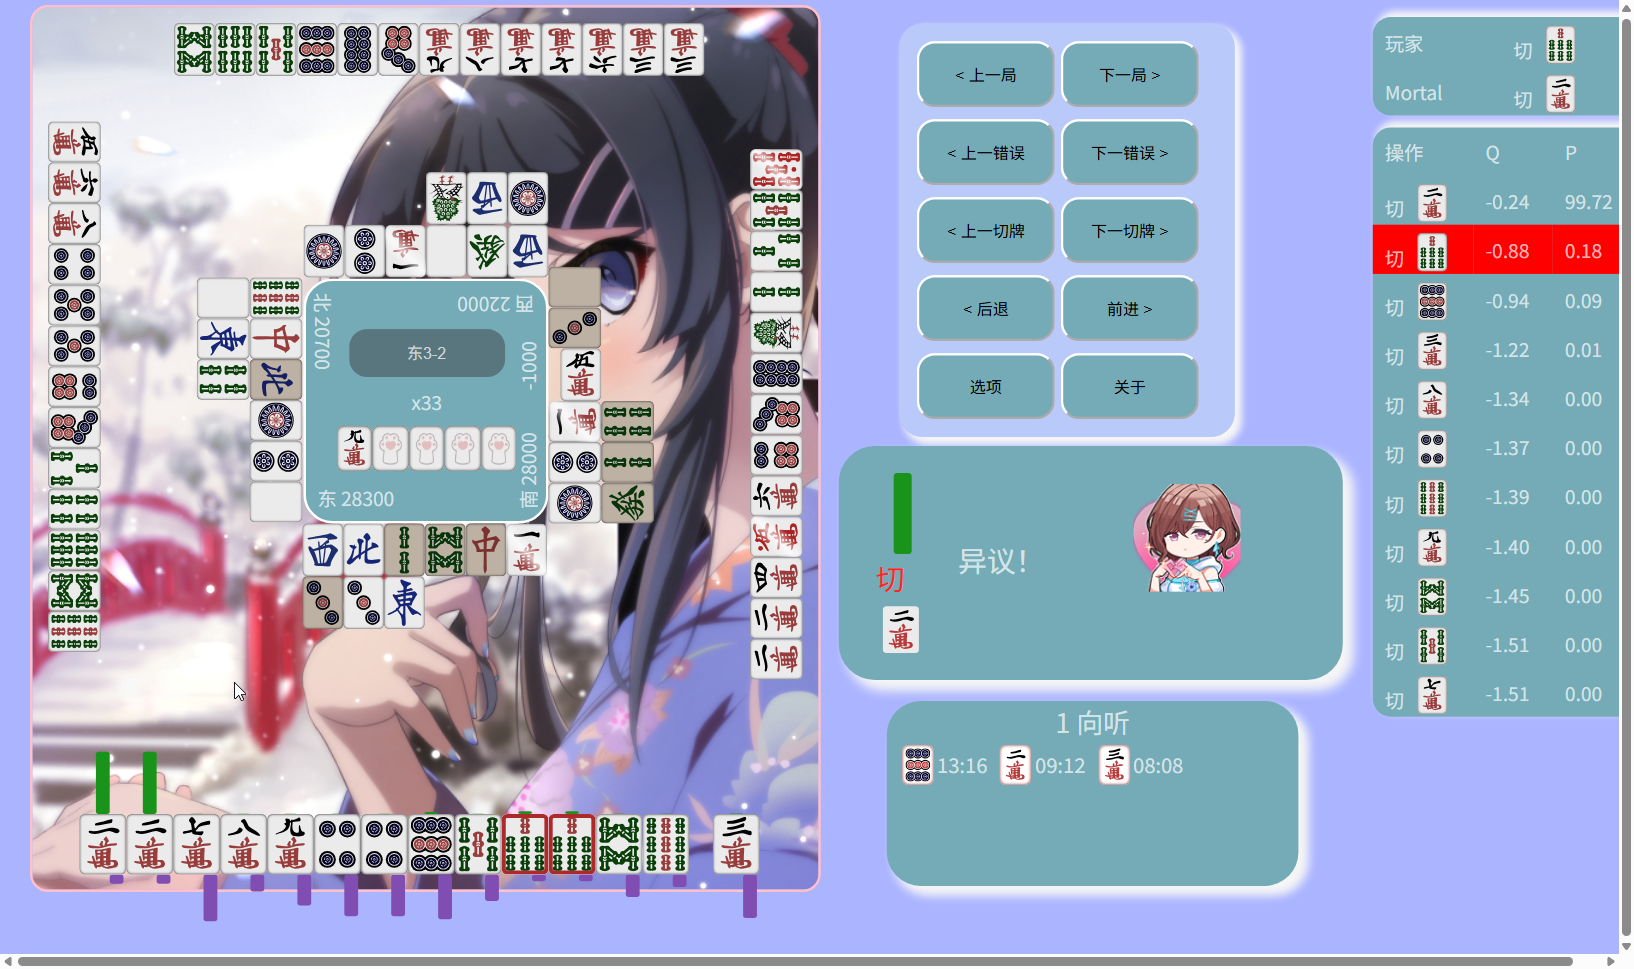 < 上一局
下一局 >
< 上一错误
下一错误 >
< 上一切牌
下一切牌 >
< 后退
前进 >
选项
关于
玩家 切
Mortal 切
操作 Q P
切 -0.24 99.72
切 -0.88 0.18
切 -0.94 0.09
切 -1.22 0.01
切 -1.34 0.00
切 -1.37 0.00
切 -1.39 0.00
切 -1.40 0.00
切 -1.45 0.00
切 -1.51 0.00
切 -1.51 0.00
西 22000
北 20700
东3-2
-1000
x33
南 28000
东 28300
切
异议!
1 向听
13:16 09:12 08:08